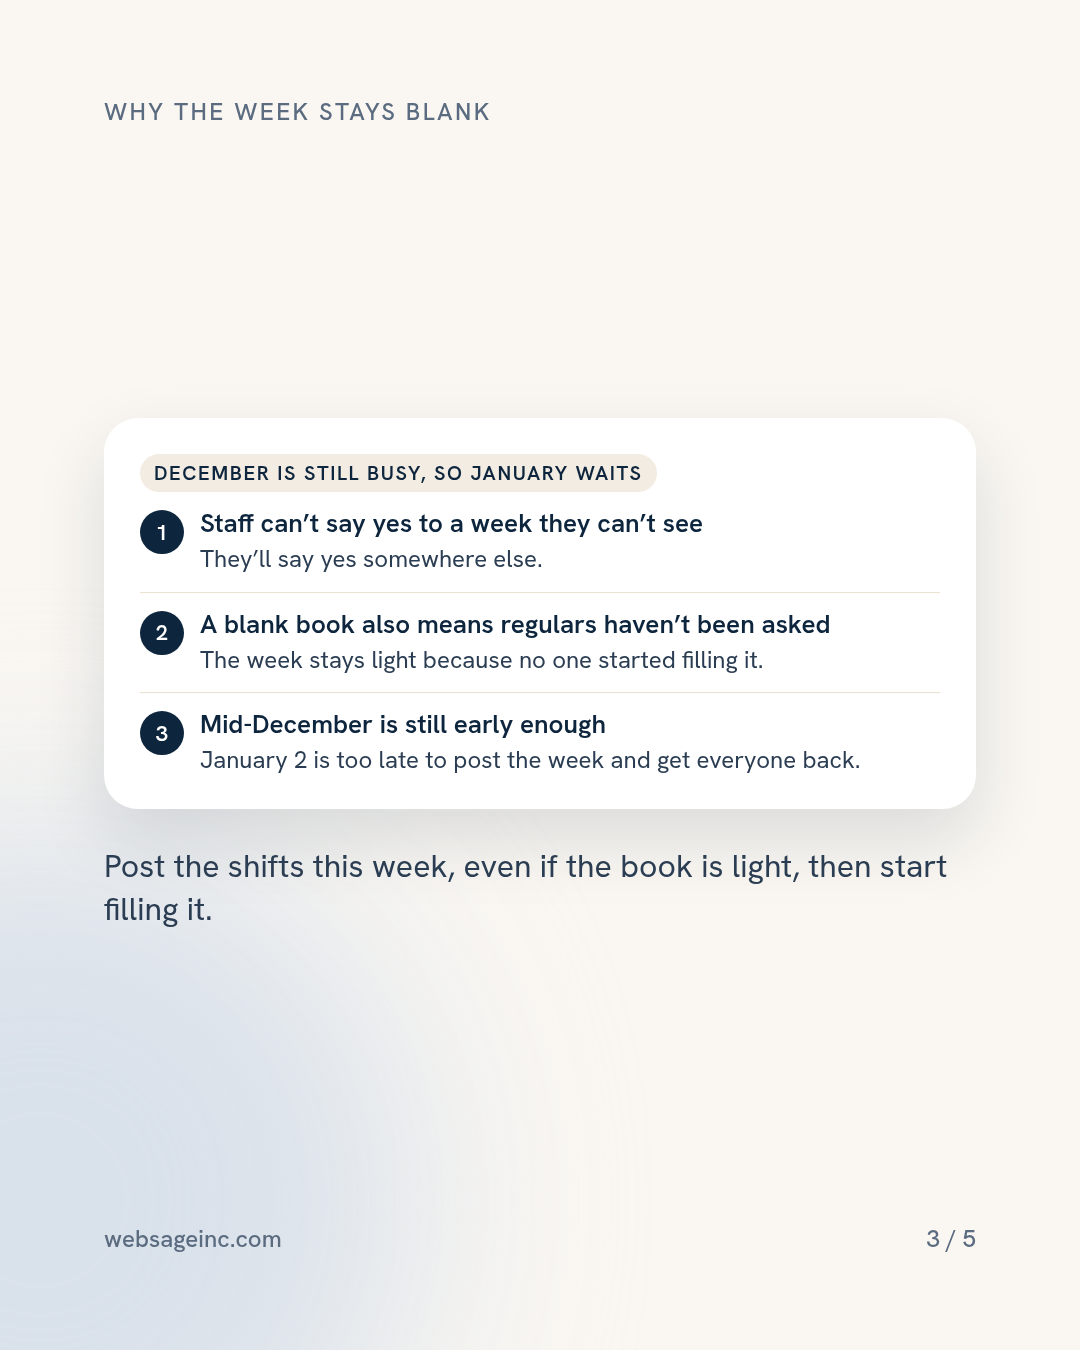 WHY THE WEEK STAYS BLANK
DECEMBER IS STILL BUSY, SO JANUARY WAITS
1
Staff can’t say yes to a week they can’t see
They’ll say yes somewhere else.
2
A blank book also means regulars haven’t been asked
The week stays light because no one started filling it.
3
Mid-December is still early enough
January 2 is too late to post the week and get everyone back.
Post the shifts this week, even if the book is light, then start
filling it.
websageinc.com
3 / 5